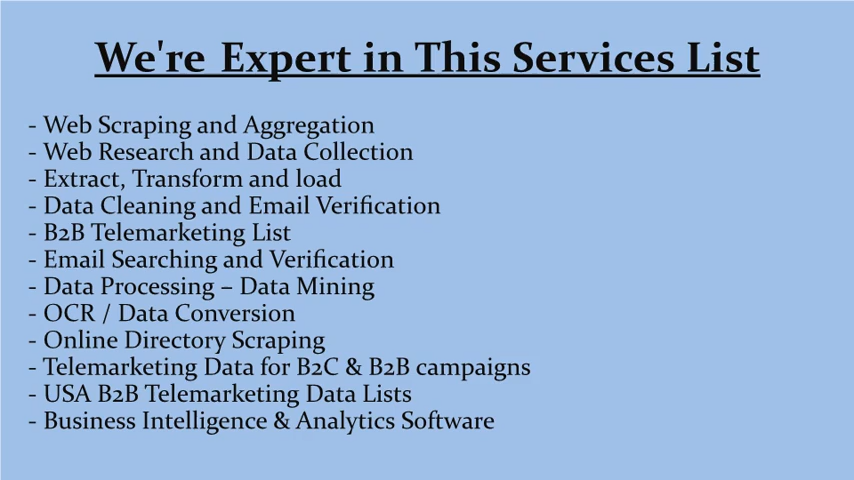 We're Expert in This Services List
- Web Scraping and Aggregation
- Web Research and Data Collection
- Extract, Transform and load
- Data Cleaning and Email Verification
- B2B Telemarketing List
- Email Searching and Verification
- Data Processing – Data Mining
- OCR / Data Conversion
- Online Directory Scraping
- Telemarketing Data for B2C & B2B campaigns
- USA B2B Telemarketing Data Lists
- Business Intelligence & Analytics Software